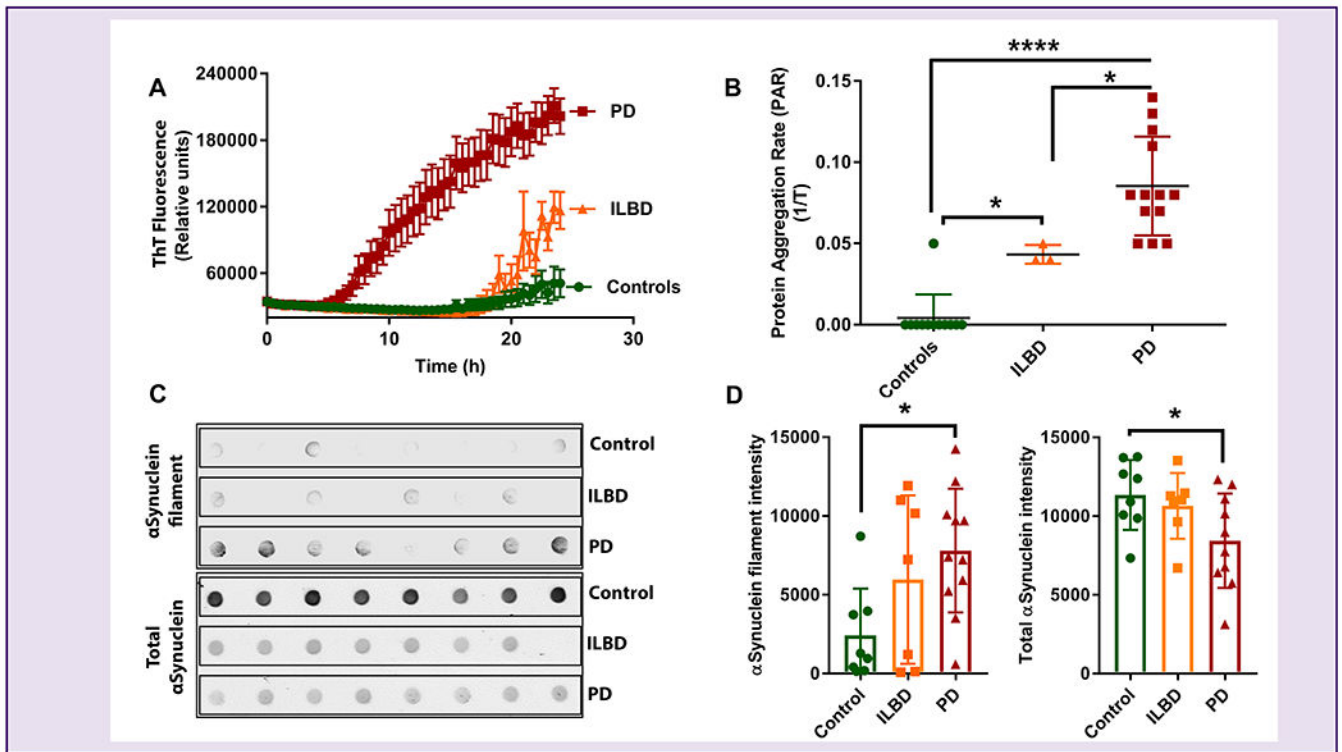 A
ThT Fluorescence
(Relative units)
240000
180000
120000
60000
0
10
20
30
Time (h)
PD
ILBD
Controls
B
Protein Aggregation Rate (PAR)
(1/T)
0.15
0.10
0.05
0.00
****
*
*
Controls
ILBD
PD
C
αSynuclein
filament
Control
ILBD
PD
Total
αSynuclein
Control
ILBD
PD
D
αSynuclein filament intensity
15000
10000
5000
0
*
Control
ILBD
PD
Total αSynuclein intensity
15000
10000
5000
0
*
Control
ILBD
PD